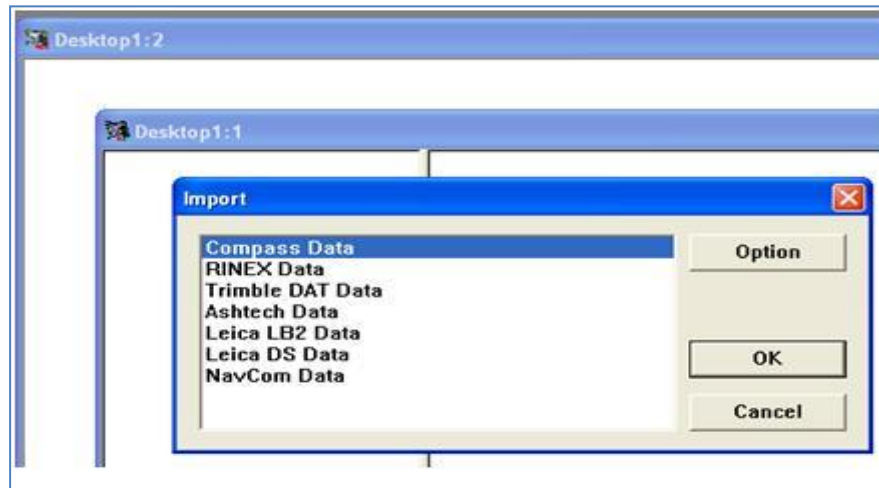 Desktop1:2
Desktop1:1
Import
Compass Data
RINEX Data
Trimble DAT Data
Ashtech Data
Leica LB2 Data
Leica DS Data
NavCom Data
Option
OK
Cancel